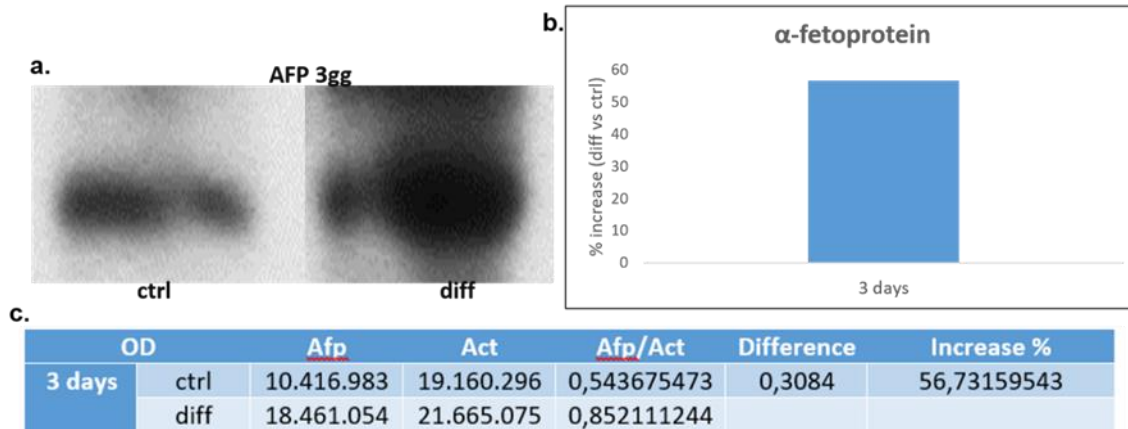 a.
AFP 3gg
ctrl diff
b.
α-fetoprotein
% increase (diff vs ctrl)
60
50
40
30
20
10
0
3 days
c.
OD Afp Act Afp/Act Difference Increase %
3 days ctrl 10.416.983 19.160.296 0,543675473 0,3084 56,73159543
diff 18.461.054 21.665.075 0,852111244